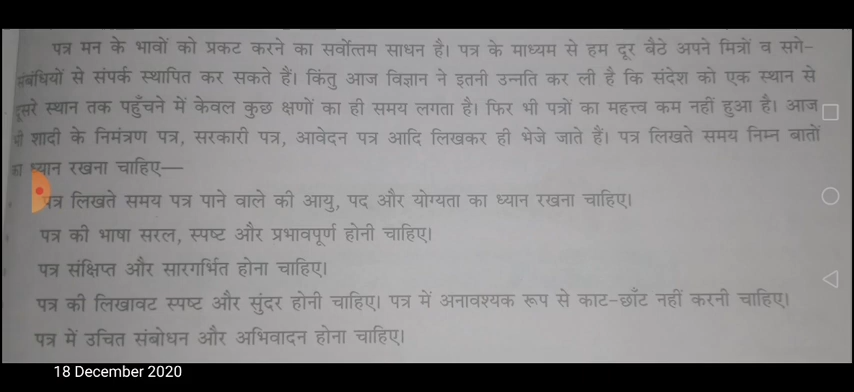 पत्र मन के भावों को प्रकट करने का सर्वोत्तम साधन है। पत्र के माध्यम से हम दूर बैठे अपने मित्रों व सगे-
संबंधियों से संपर्क स्थापित कर सकते हैं। किंतु आज विज्ञान ने इतनी उन्नति कर ली है कि संदेश को एक स्थान से
दूसरे स्थान तक पहुँचने में केवल कुछ क्षणों का ही समय लगता है। फिर भी पत्रों का महत्त्व कम नहीं हुआ है। आज
भी शादी के निमंत्रण पत्र, सरकारी पत्र, आवेदन पत्र आदि लिखकर ही भेजे जाते हैं। पत्र लिखते समय निम्न बातों
का ध्यान रखना चाहिए—
पत्र लिखते समय पत्र पाने वाले की आयु, पद और योग्यता का ध्यान रखना चाहिए।
पत्र की भाषा सरल, स्पष्ट और प्रभावपूर्ण होनी चाहिए।
पत्र संक्षिप्त और सारगर्भित होना चाहिए।
पत्र की लिखावट स्पष्ट और सुंदर होनी चाहिए। पत्र में अनावश्यक रूप से काट-छाँट नहीं करनी चाहिए।
पत्र में उचित संबोधन और अभिवादन होना चाहिए।
18 December 2020